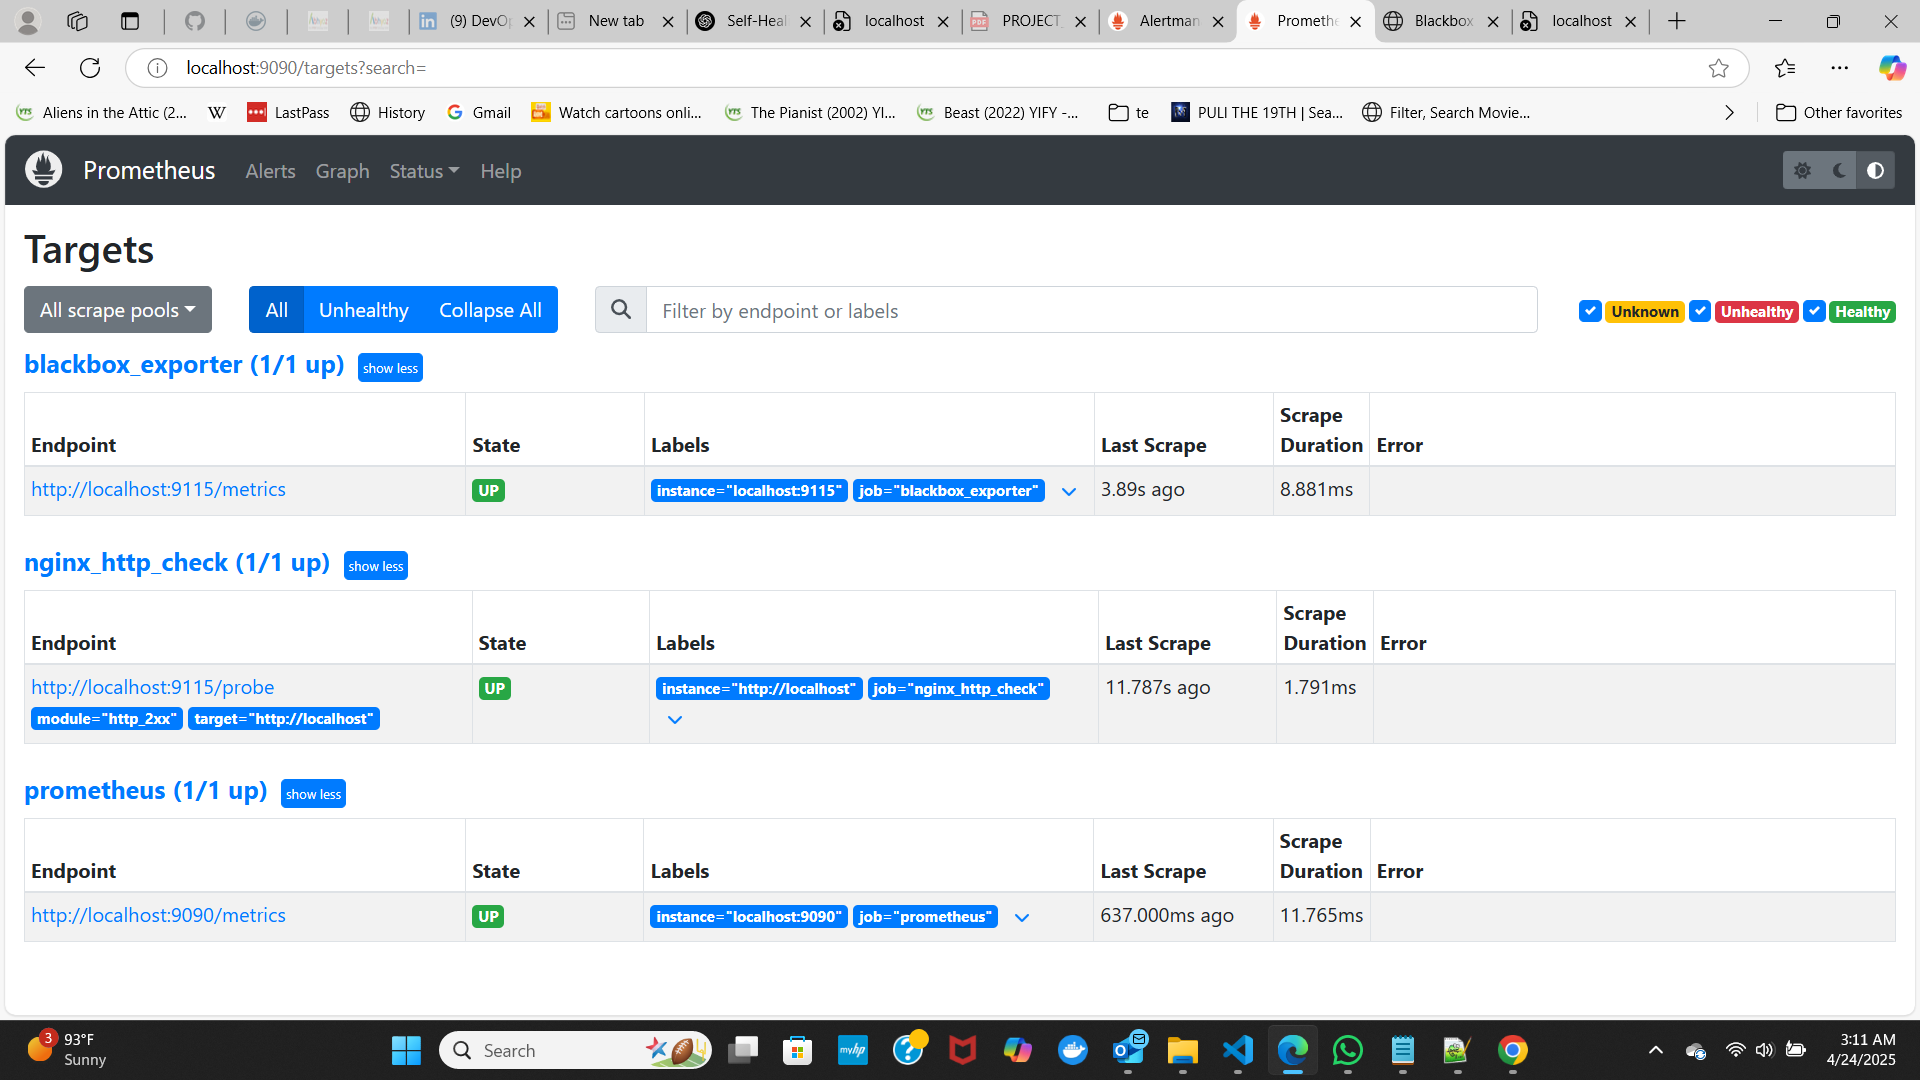 (9) DevOp
New tab
Self-Heal
localhost
PROJECT_
Alertman
Promethe
Blackbox
localhost
localhost:9090/targets?search=
Aliens in the Attic (2...
W
LastPass
History
Gmail
Watch cartoons onli...
The Pianist (2002) YI...
Beast (2022) YIFY -...
te
PULI THE 19TH | Sea...
Filter, Search Movie...
Other favorites
Prometheus
Alerts
Graph
Status
Help
Targets
All scrape pools
All
Unhealthy
Collapse All
Filter by endpoint or labels
Unknown
Unhealthy
Healthy
blackbox_exporter (1/1 up) show less
Endpoint State Labels Last Scrape Scrape Duration Error
http://localhost:9115/metrics UP instance="localhost:9115" job="blackbox_exporter" 3.89s ago 8.881ms
nginx_http_check (1/1 up) show less
Endpoint State Labels Last Scrape Scrape Duration Error
http://localhost:9115/probe UP instance="http://localhost" job="nginx_http_check" 11.787s ago 1.791ms
module="http_2xx" target="http://localhost"
prometheus (1/1 up) show less
Endpoint State Labels Last Scrape Scrape Duration Error
http://localhost:9090/metrics UP instance="localhost:9090" job="prometheus" 637.000ms ago 11.765ms
3
93°F
Sunny
Search
myhp
3:11 AM
4/24/2025